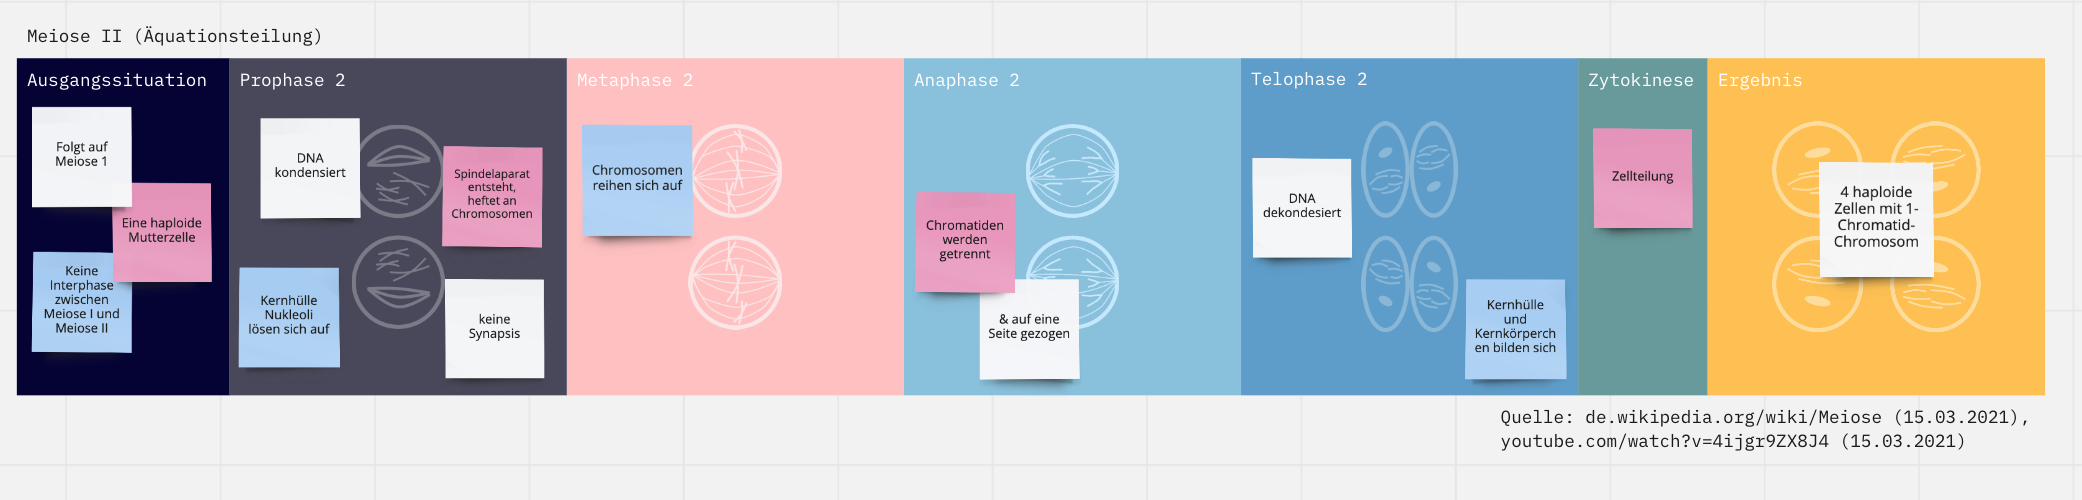 Meiose II (Äquationsteilung)
Ausgangssituation
Folgt auf
Meiose 1
Eine haploide
Mutterzelle
Keine
Interphase
zwischen
Meiose I und
Meiose II
Prophase 2
DNA
kondensiert
Spindelaparat
entsteht,
heftet an
Chromosomen
Kernhülle
Nukleoli
lösen sich auf
keine
Synapsis
Metaphase 2
Chromosomen
reihen sich auf
Anaphase 2
Chromatiden
werden
getrennt
& auf eine
Seite gezogen
Telophase 2
DNA
dekondesiert
Kernhülle
und
Kernkörperch
en bilden sich
Zytokinese
Zellteilung
Ergebnis
4 haploide
Zellen mit 1-
Chromatid-
Chromosom
Quelle: de.wikipedia.org/wiki/Meiose (15.03.2021),
youtube.com/watch?v=4ijgr9ZX8J4 (15.03.2021)